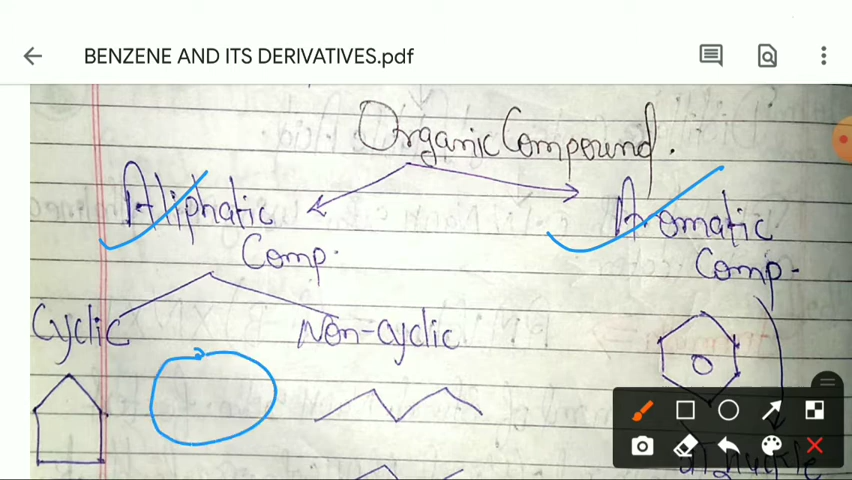 BENZENE AND ITS DERIVATIVES.pdf
Organic Compound.
Aliphatic Comp.
Aromatic Comp-
Cyclic
Non-cyclic